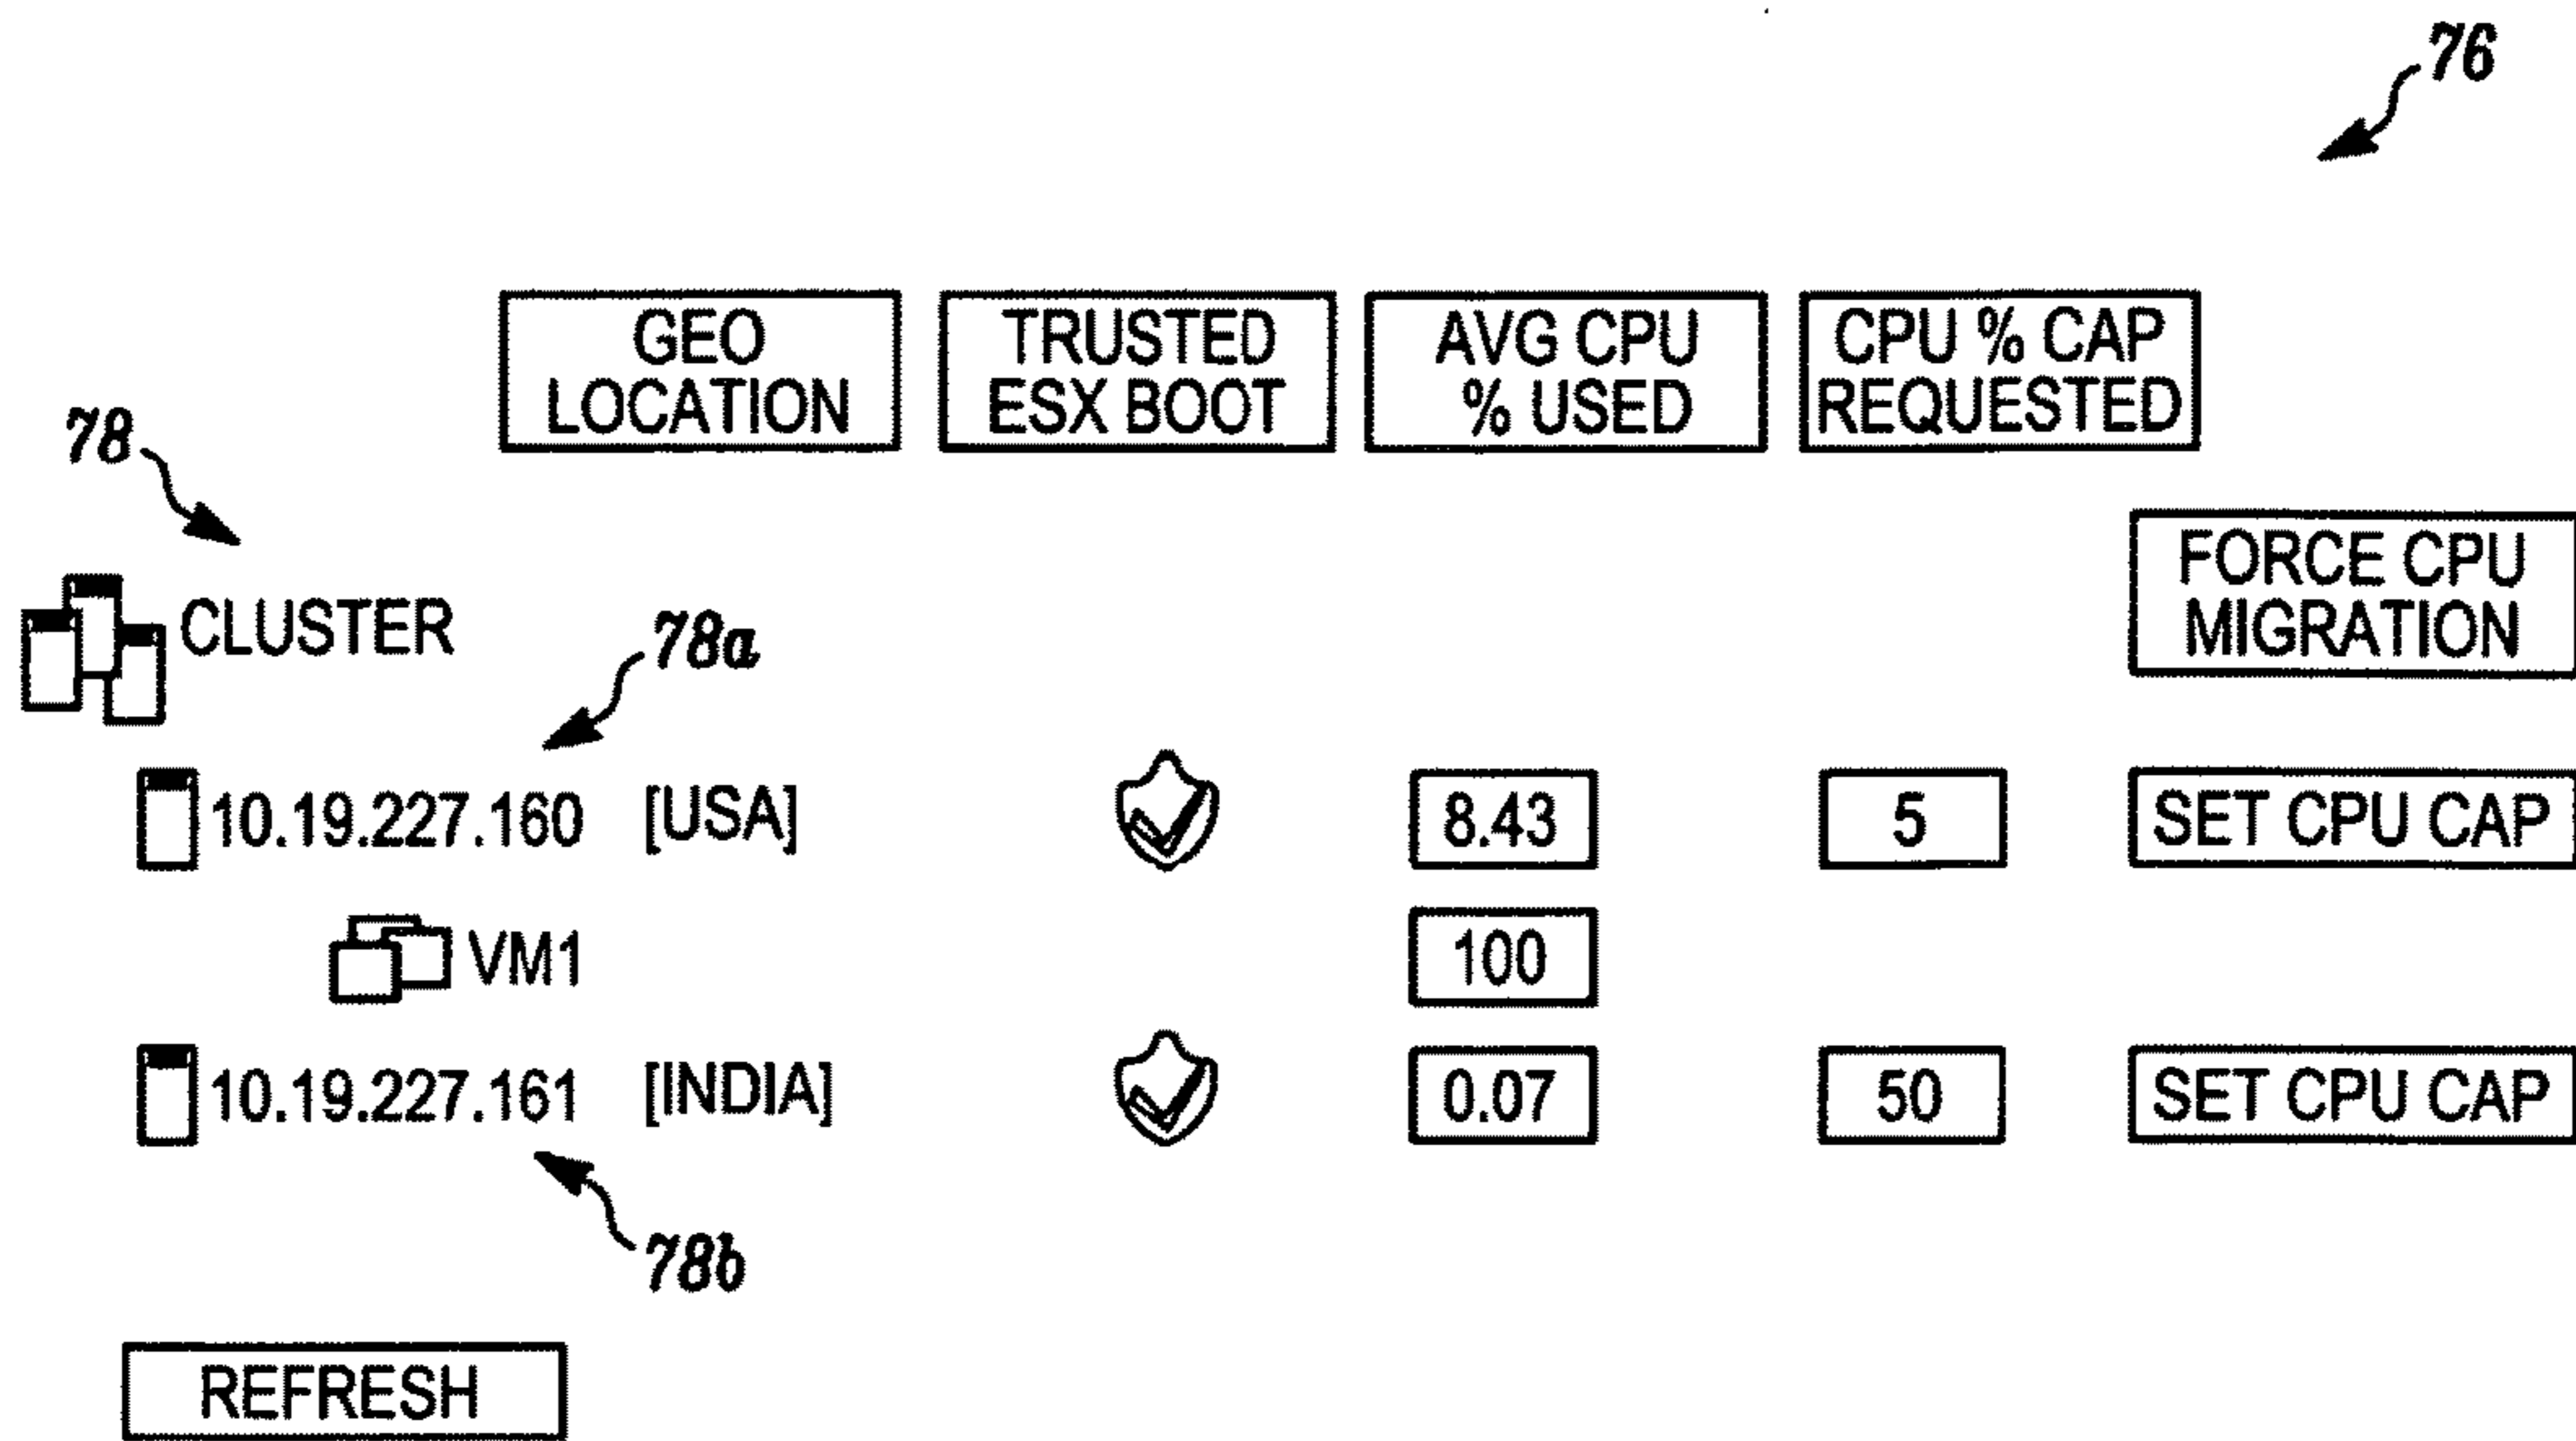 76
GEO
LOCATION
TRUSTED
ESX BOOT
AVG CPU
% USED
CPU % CAP
REQUESTED
78
FORCE CPU
MIGRATION
CLUSTER
78a
10.19.227.160 [USA] 8.43 5 SET CPU CAP
VM1 100
10.19.227.161 [INDIA] 0.07 50 SET CPU CAP
78b
REFRESH